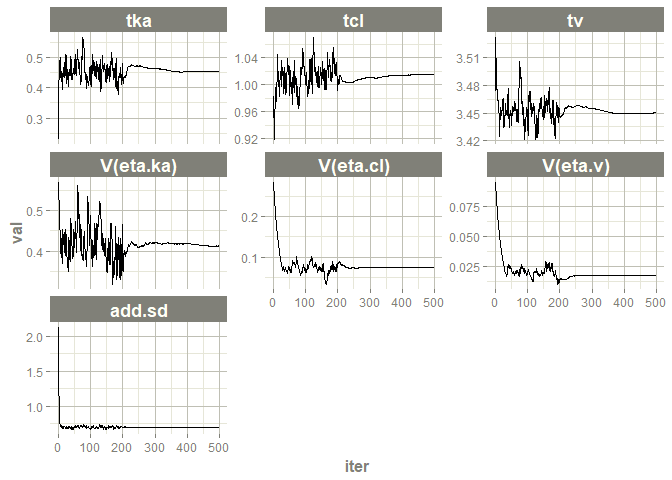 tka tcl tv
0.5 0.4 0.3
1.04 1.00 0.96 0.92
3.51 3.48 3.45 3.42
V(eta.ka) V(eta.cl) V(eta.v)
0.5 0.4
0.2 0.1
0.075 0.050 0.025
0 100 200 300 400 500
0 100 200 300 400 500
add.sd
2.0 1.5 1.0
0 100 200 300 400 500
val
iter